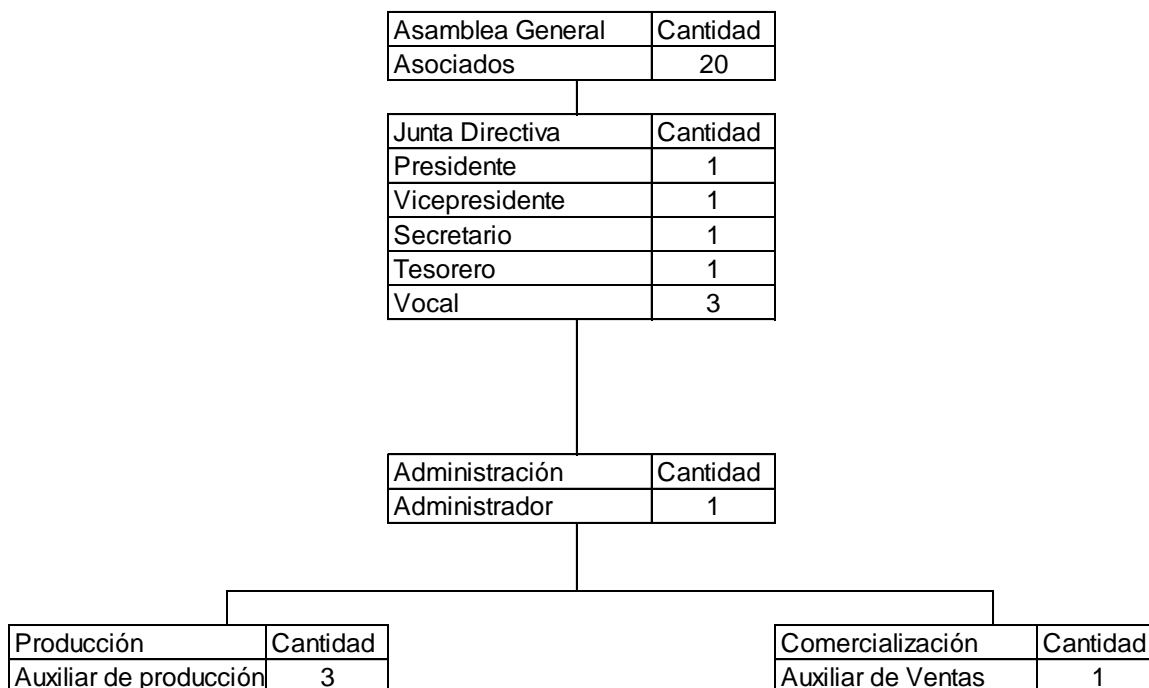 Asamblea General Cantidad
Asociados 20
Junta Directiva Cantidad
Presidente 1
Vicepresidente 1
Secretario 1
Tesorero 1
Vocal 3
Administración Cantidad
Administrador 1
Producción Cantidad
Auxiliar de producción 3
Comercialización Cantidad
Auxiliar de Ventas 1